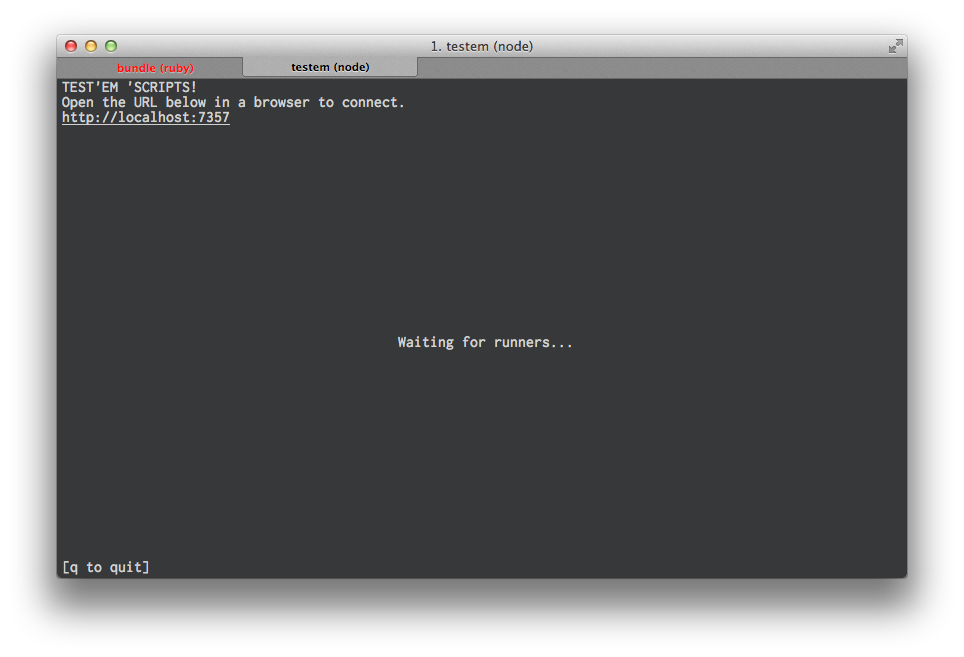 1. testem (node)
bundle (ruby)
testem (node)
TEST'EM 'SCRIPTS!
Open the URL below in a browser to connect.
http://localhost:7357
Waiting for runners...
[q to quit]